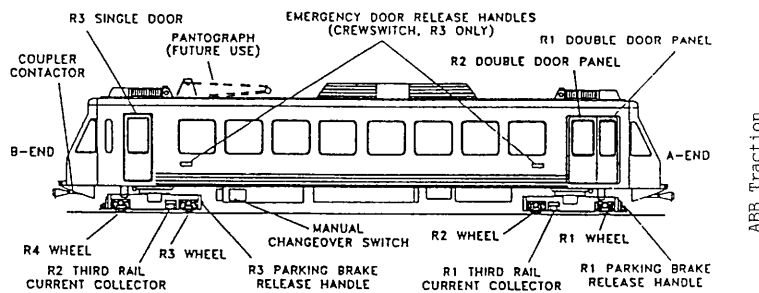 R3 SINGLE DOOR
EMERGENCY DOOR RELEASE HANDLES
(CREWSWITCH, R3 ONLY)
PANTOGRAPH
(FUTURE USE)
R1 DOUBLE DOOR PANEL
R2 DOUBLE DOOR PANEL
COUPLER
CONTACTOR
B-END
A-END
ABB Traction
MANUAL
CHANGEOVER SWITCH
R4 WHEEL
R3 WHEEL
R2 WHEEL
R1 WHEEL
R2 THIRD RAIL
CURRENT COLLECTOR
R3 PARKING BRAKE
RELEASE HANDLE
R1 THIRD RAIL
CURRENT COLLECTOR
R1 PARKING BRAKE
RELEASE HANDLE